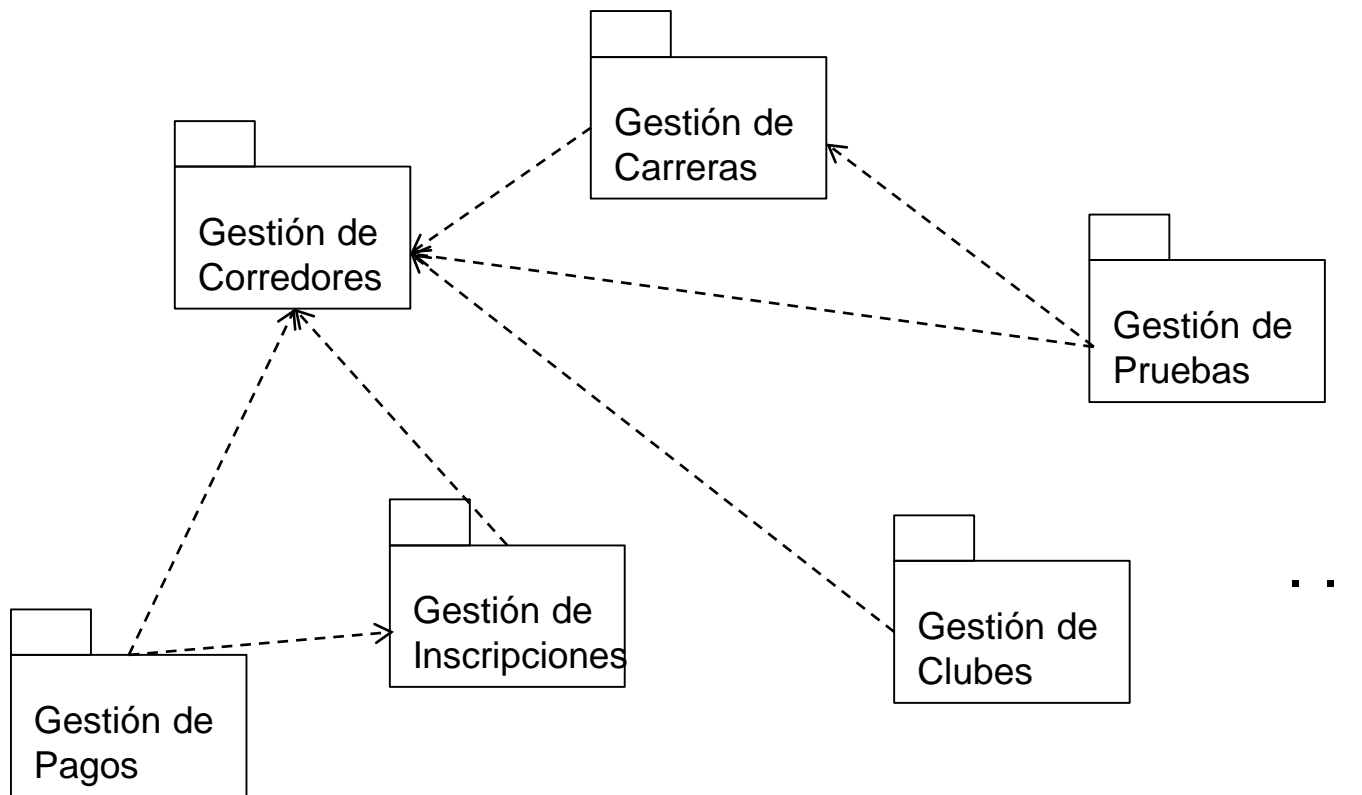 Gestión de
Carreras
Gestión de
Corredores
Gestión de
Pruebas
Gestión de
Inscripciones
Gestión de
Clubes
. .
Gestión de
Pagos